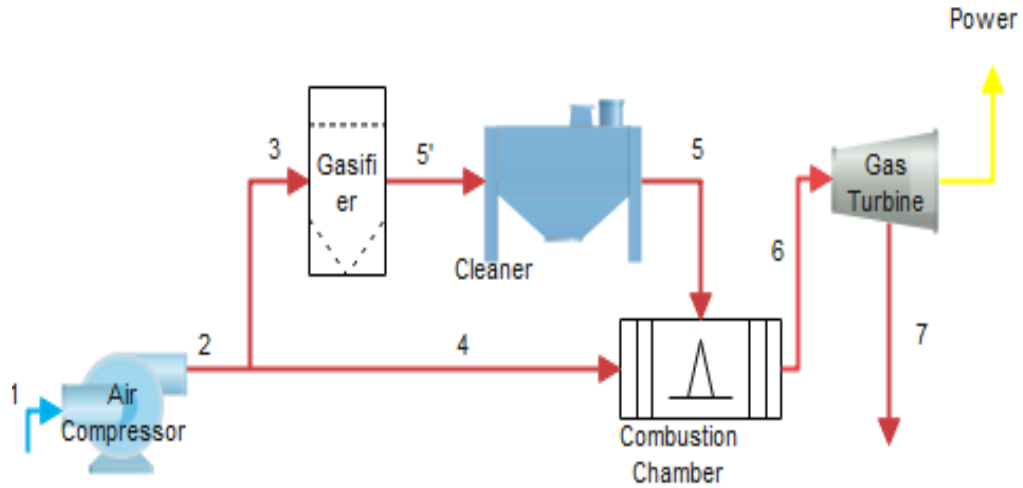 Power
3
Gasifi
er
5'
5
Gas
Turbine
Cleaner
6
2
4
7
1
Air
Compressor
Combustion
Chamber